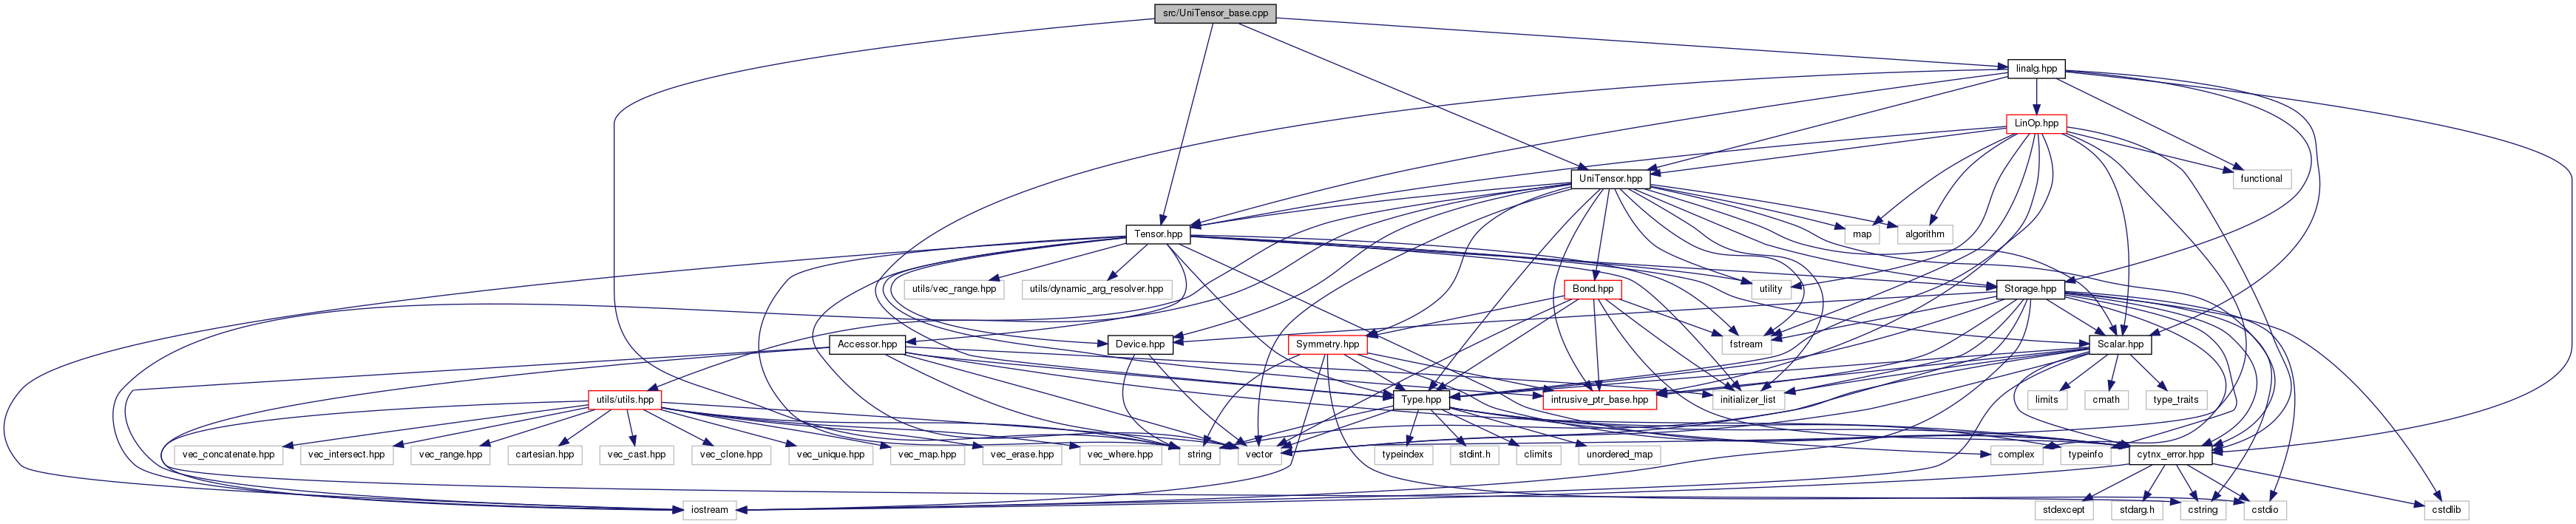 src/UniTensor_base.cpp
linalg.hpp
LinOp.hpp
UniTensor.hpp
functional
Tensor.hpp
map
algorithm
utils/vec_range.hpp
utils/dynamic_arg_resolver.hpp
Bond.hpp
utility
Storage.hpp
Accessor.hpp
Device.hpp
Symmetry.hpp
fstream
Scalar.hpp
utils/utils.hpp
Type.hpp
intrusive_ptr_base.hpp
initializer_list
limits
cmath
type_traits
vec_concatenate.hpp
vec_intersect.hpp
vec_range.hpp
cartesian.hpp
vec_cast.hpp
vec_clone.hpp
vec_unique.hpp
vec_map.hpp
vec_erase.hpp
vec_where.hpp
string
vector
typeindex
stdint.h
climits
unordered_map
complex
typeinfo
cytnx_error.hpp
iostream
stdexcept
stdarg.h
cstring
cstdio
cstdlib